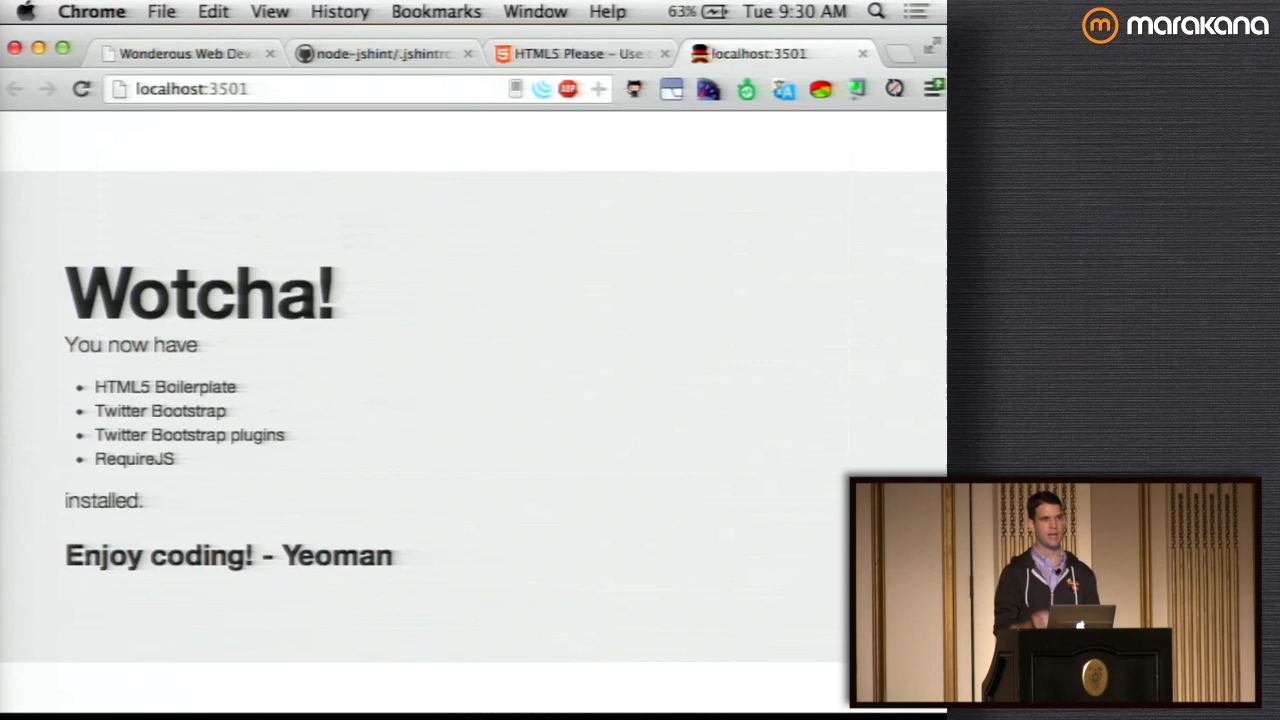 Chrome File Edit View History Bookmarks Window Help 63% Tue 9:30 AM
marakana
Wonderous Web Dev node-jshint/.jshintrc HTML5 Please - Use localhost:3501
localhost:3501 ABP
Wotcha!
You now have
HTML5 Boilerplate
Twitter Bootstrap
Twitter Bootstrap plugins
RequireJS
installed.
Enjoy coding! - Yeoman